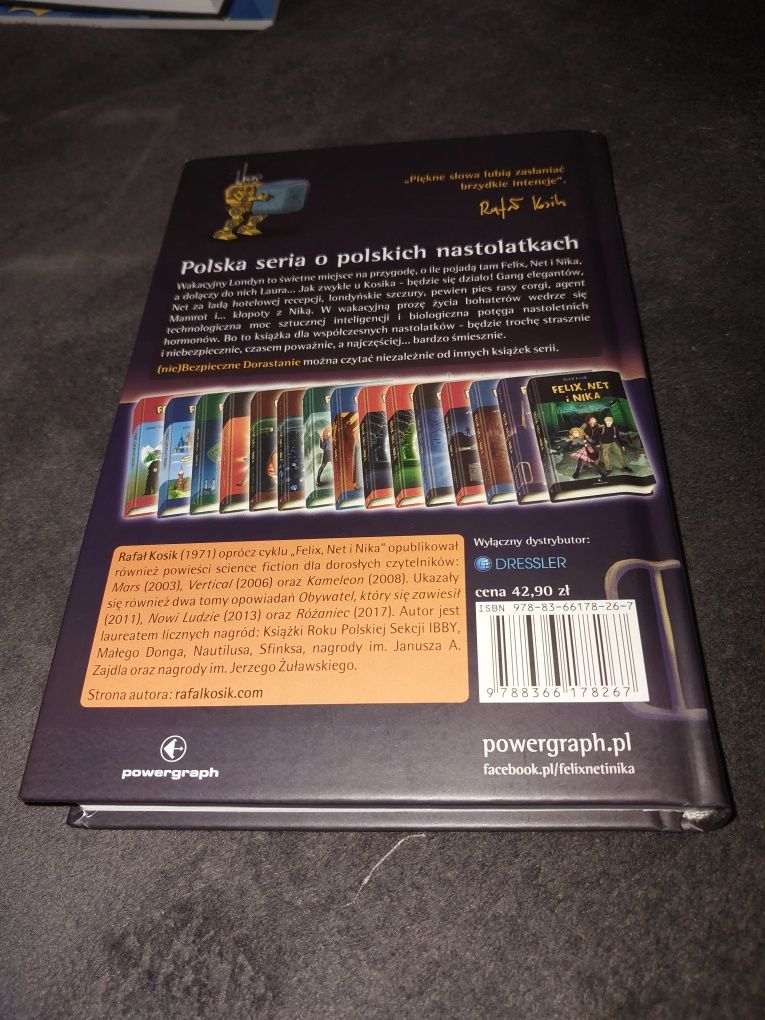 „Piękne słowa lubią zasłaniać
brzydkie intencje”.
Rafał Kosik
Polska seria o polskich nastolatkach
Wakacyjny Londyn to świetne miejsce na przygodę, o ile pojadą tam Felix, Net i Nika,
a dołączy do nich Laura... Jak zwykle u Kosika - będzie się działo! Gang elegantów,
Net za ladą hotelowej recepcji, londyńskie szczury, pewien pies rasy corgi, agent
Mamrot i... kłopoty z Niką. W wakacyjną prozę życia bohaterów wedrze się
technologiczna moc sztucznej inteligencji i biologiczna potęga nastoletnich
hormonów. Bo to książka dla współczesnych nastolatków - będzie trochę strasznie
i niebezpiecznie, czasem poważnie, a najczęściej... bardzo śmiesznie.
(nie)Bezpieczne Dorastanie można czytać niezależnie od innych książek serii.
Rafał Kosik
FELIX, NET
i NIKA
Rafał Kosik (1971) oprócz cyklu „Felix, Net i Nika” opublikował
również powieści science fiction dla dorosłych czytelników:
Mars (2003), Vertical (2006) oraz Kameleon (2008). Ukazały
się również dwa tomy opowiadań Obywatel, który się zawiesił
(2011), Nowi Ludzie (2013) oraz Różaniec (2017). Autor jest
laureatem licznych nagród: Książki Roku Polskiej Sekcji IBBY,
Małego Donga, Nautilusa, Sfinksa, nagrody im. Janusza A.
Zajdla oraz nagrody im. Jerzego Żuławskiego.
Strona autora: rafalkosik.com
Wyłączny dystrybutor:
DRESSLER
cena 42,90 zł
ISBN 978-83-66178-26-7
9 788366 178267
powergraph
powergraph.pl
facebook.pl/felixnetinika